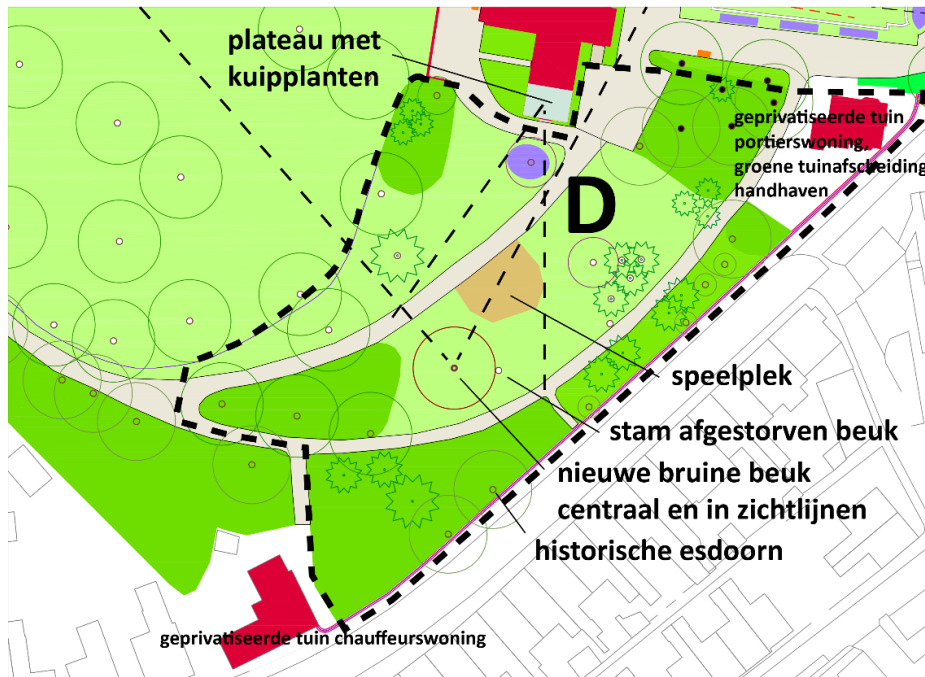 plateau met
kuipplanten
geprivatiseerde tuin
portierswoning,
groene tuinafscheiding
handhaven
D
speelplek
stam afgestorven beuk
nieuwe bruine beuk
centraal en in zichtlijnen
historische esdoorn
geprivatiseerde tuin chauffeurswoning